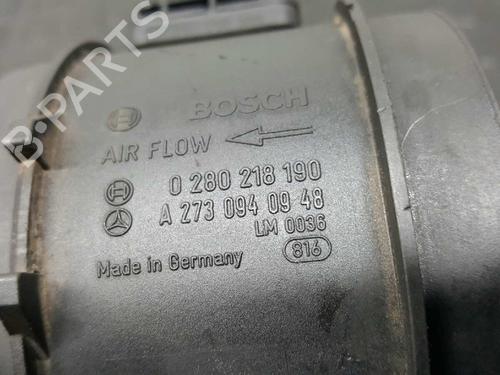 B-PARTS
BOSCH
AIR FLOW
0 280 218 190
A 273 094 09 48
LM 0036
Made in Germany 816